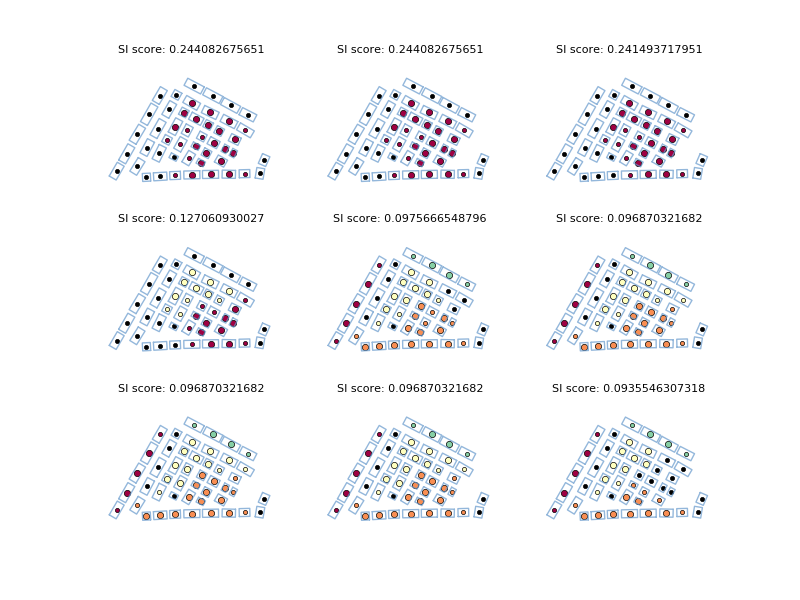 SI score: 0.244082675651
SI score: 0.244082675651
SI score: 0.241493717951
SI score: 0.127060930027
SI score: 0.0975666548796
SI score: 0.096870321682
SI score: 0.096870321682
SI score: 0.096870321682
SI score: 0.0935546307318